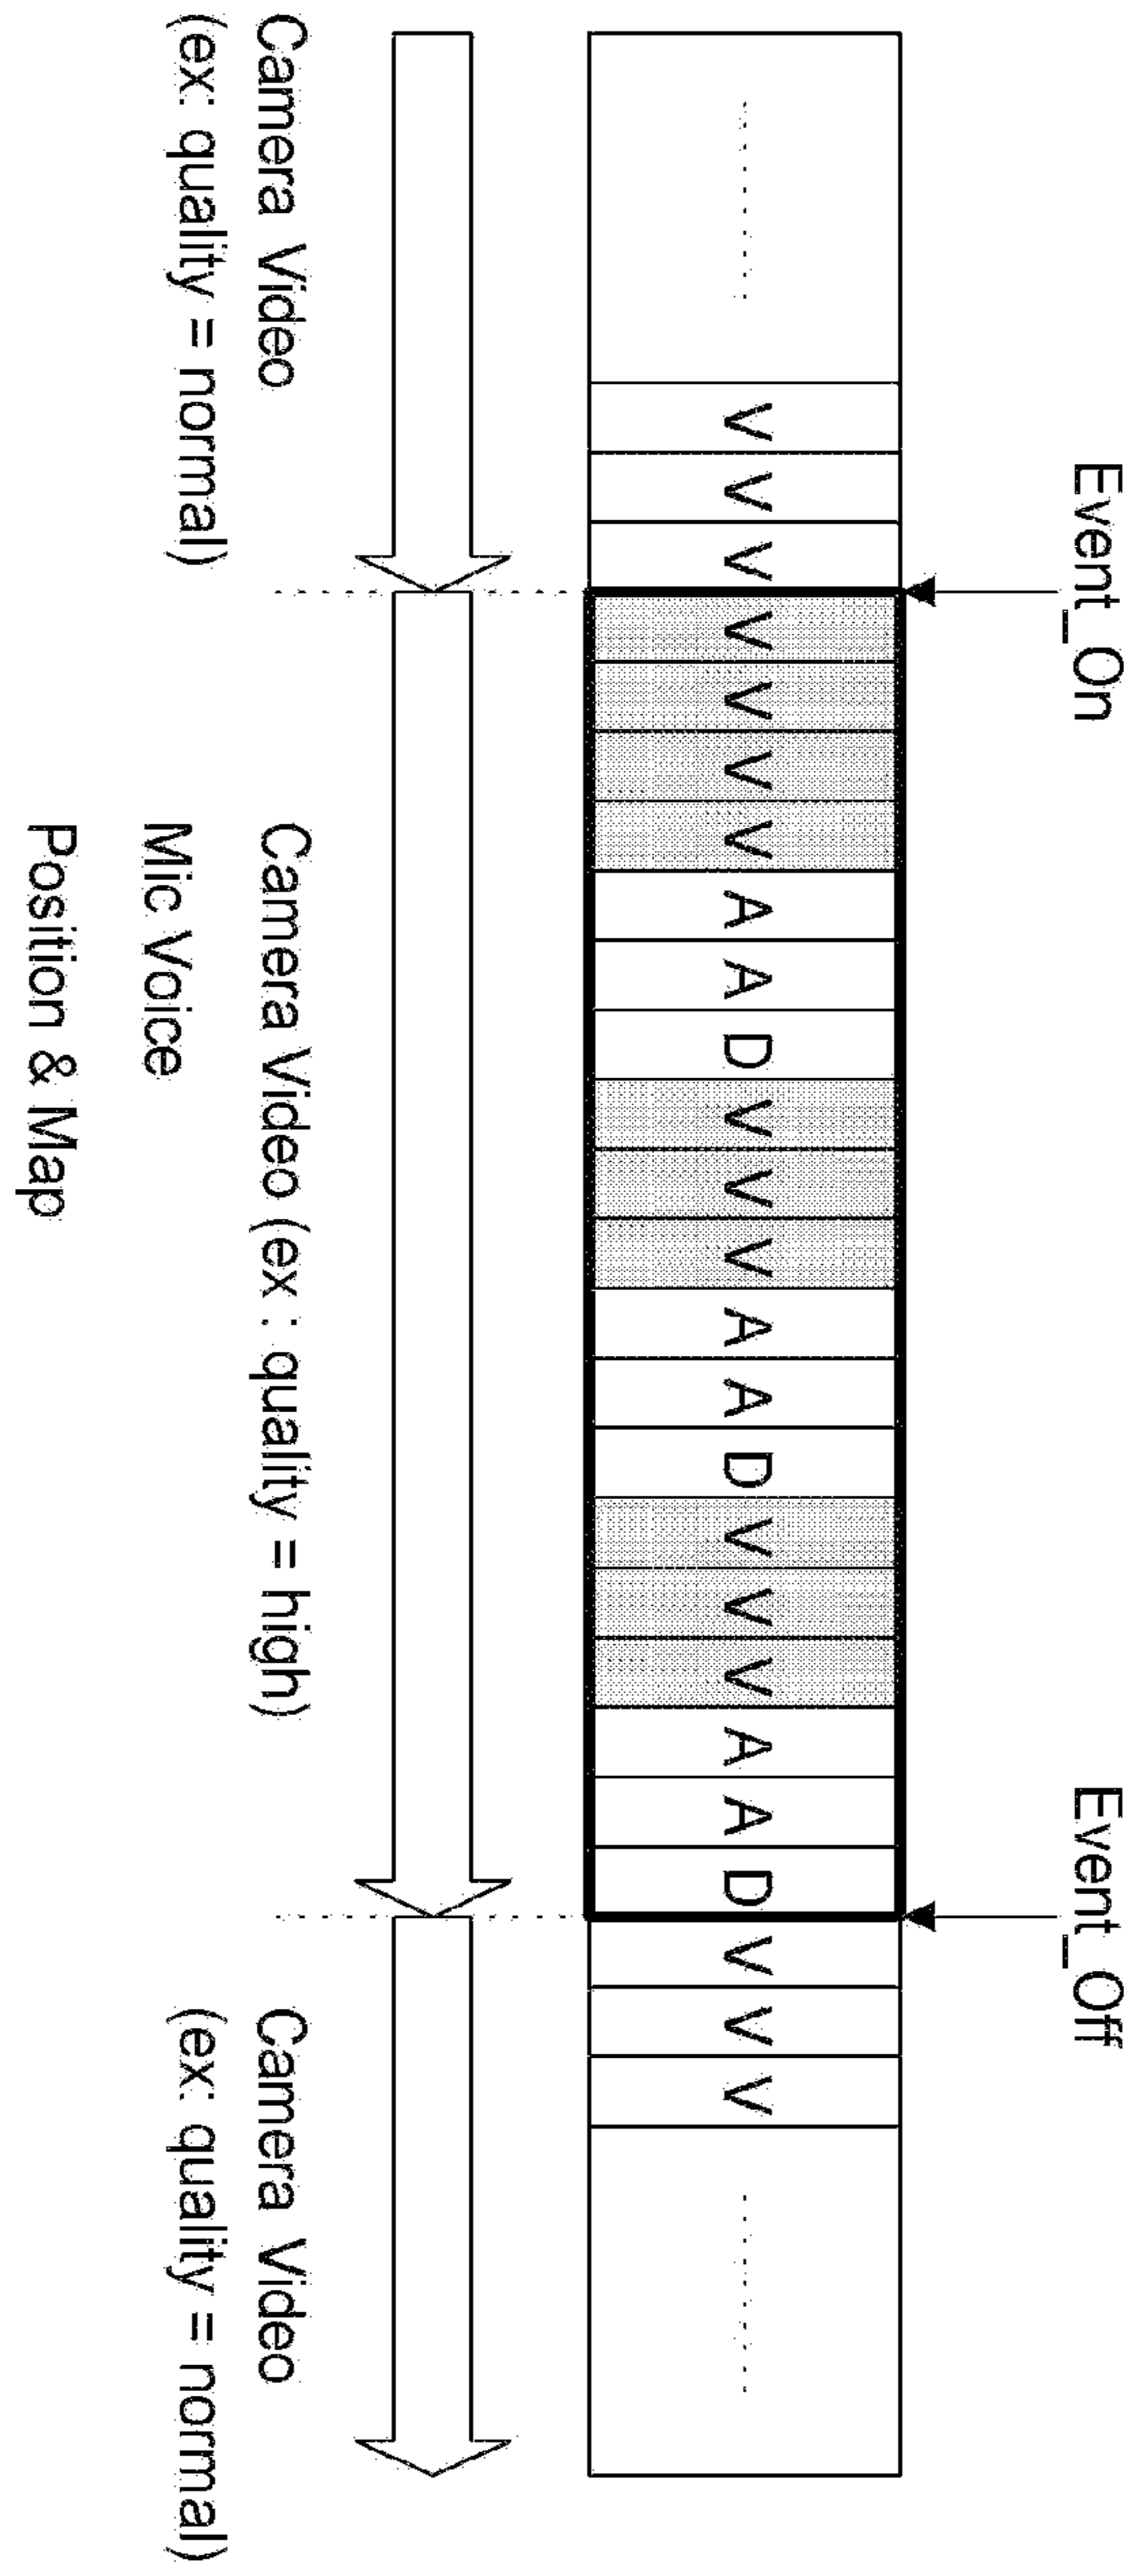 Event_On
Event_Off
......... V V V V V V V A A D V V V A A D V V V A A D V V V .........
Camera Video
(ex: quality = normal)
Camera Video (ex : quality = high)
Mic Voice
Position & Map
Camera Video
(ex: quality = normal)